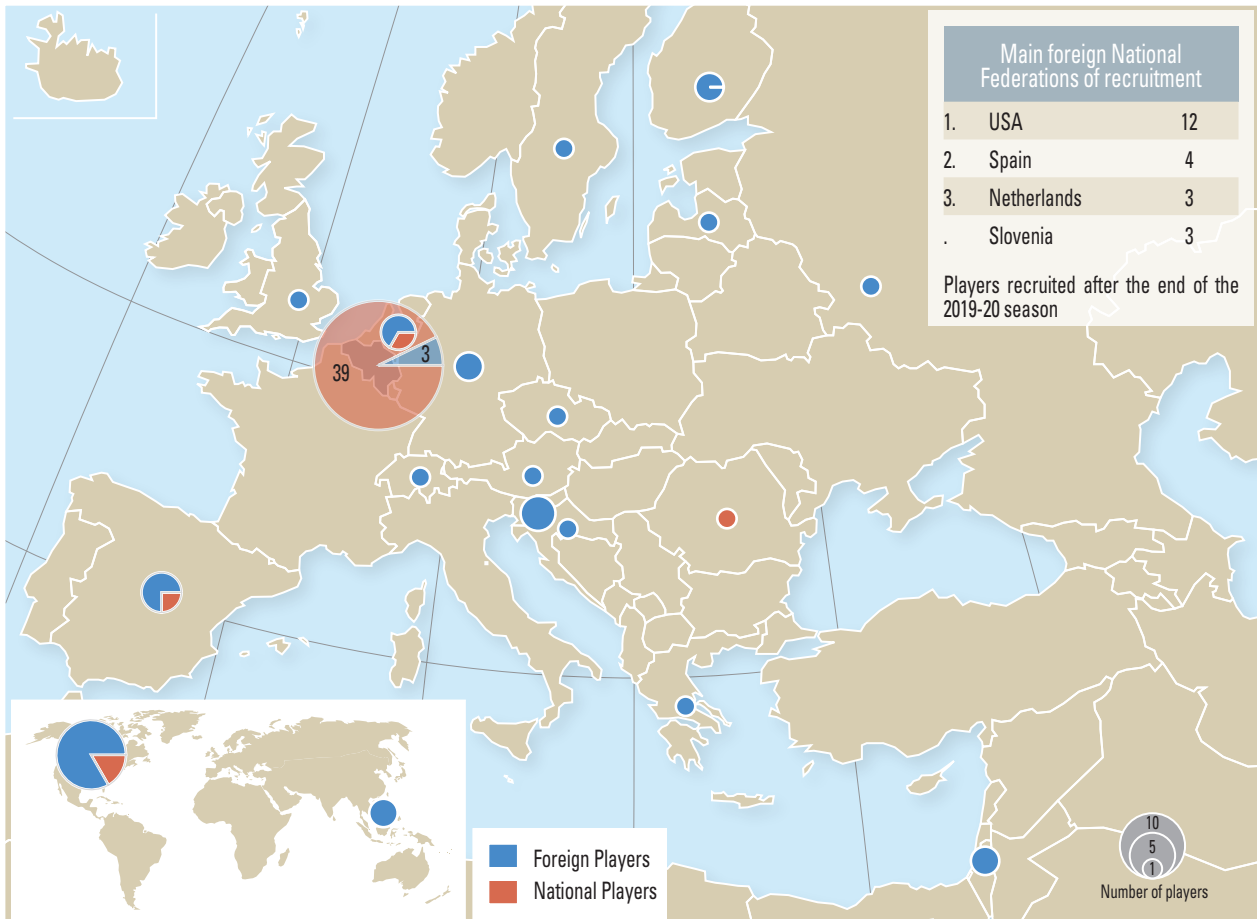 Main foreign National
Federations of recruitment
1. USA 12
2. Spain 4
3. Netherlands 3
. Slovenia 3
Players recruited after the end of the
2019-20 season
39
3
Foreign Players
National Players
10
5
1
Number of players